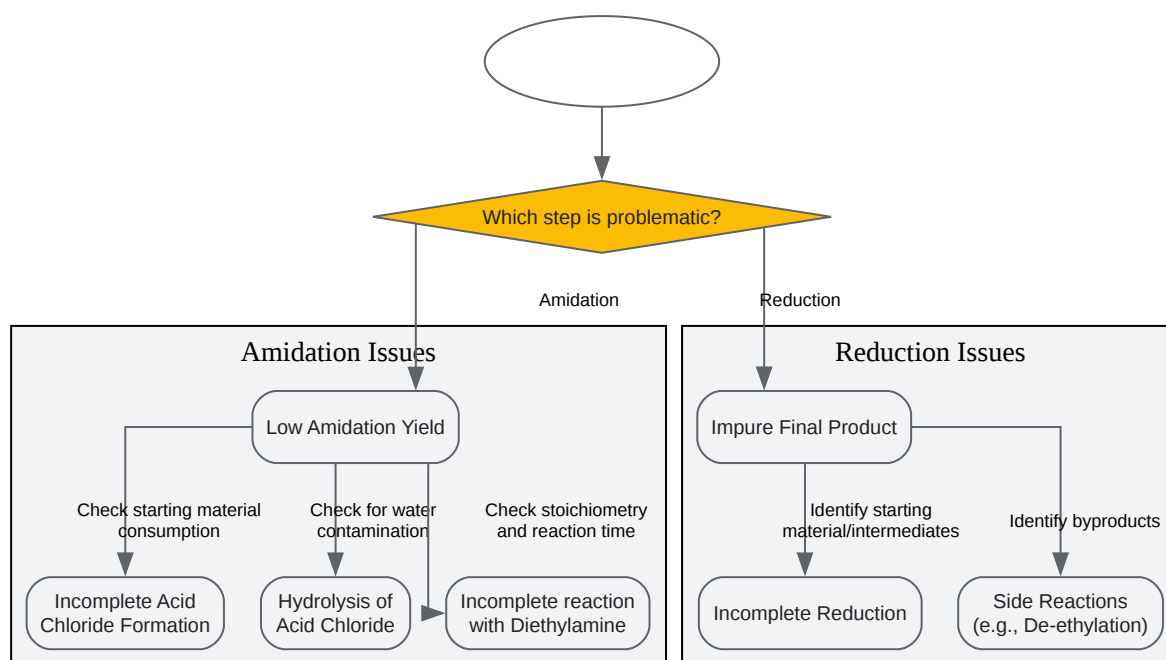 Which step is problematic?
Amidation
Reduction
Amidation Issues
Reduction Issues
Low Amidation Yield
Impure Final Product
Check starting material
consumption
Check for water
contamination
Check stoichiometry
and reaction time
Identify starting
material/intermediates
Identify byproducts
Incomplete Acid
Chloride Formation
Hydrolysis of
Acid Chloride
Incomplete reaction
with Diethylamine
Incomplete Reduction
Side Reactions
(e.g., De-ethylation)